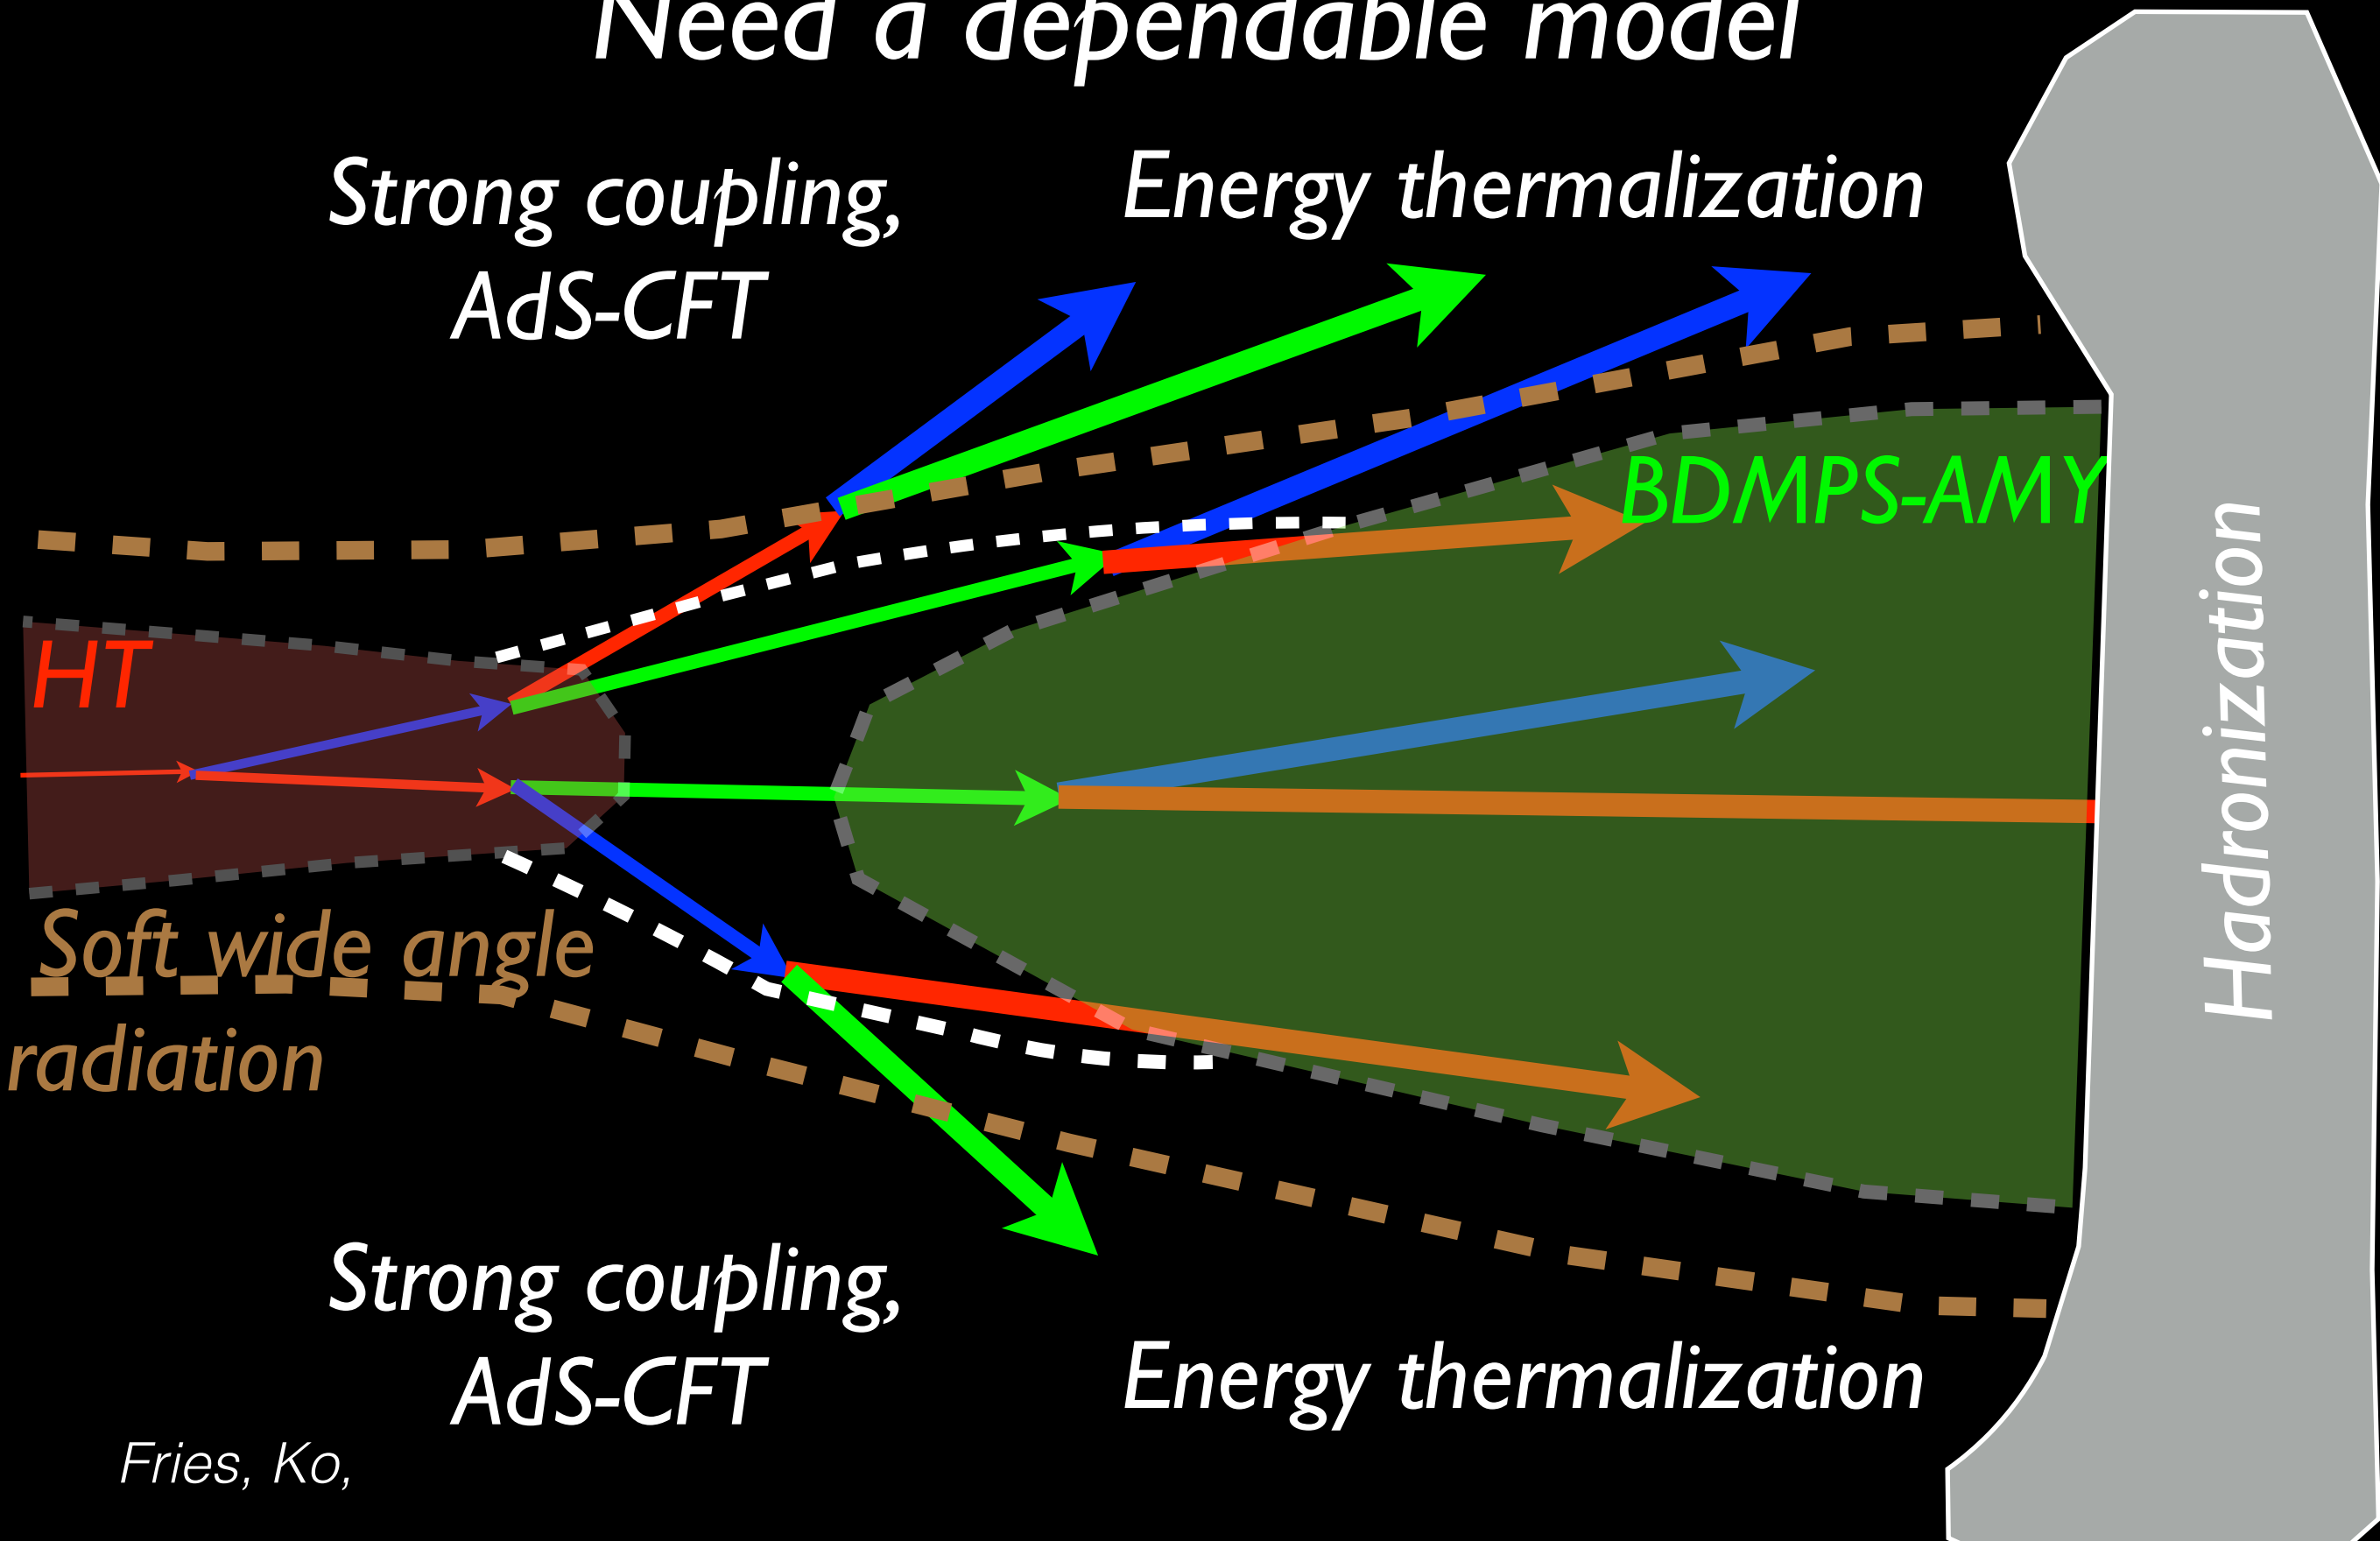 Need a dependable model
Strong coupling,
AdS-CFT
Energy thermalization
BDMPS-AMY
HT
Hadronization
Soft wide angle
radiation
Strong coupling,
AdS-CFT
Energy thermalization
Fries, Ko,